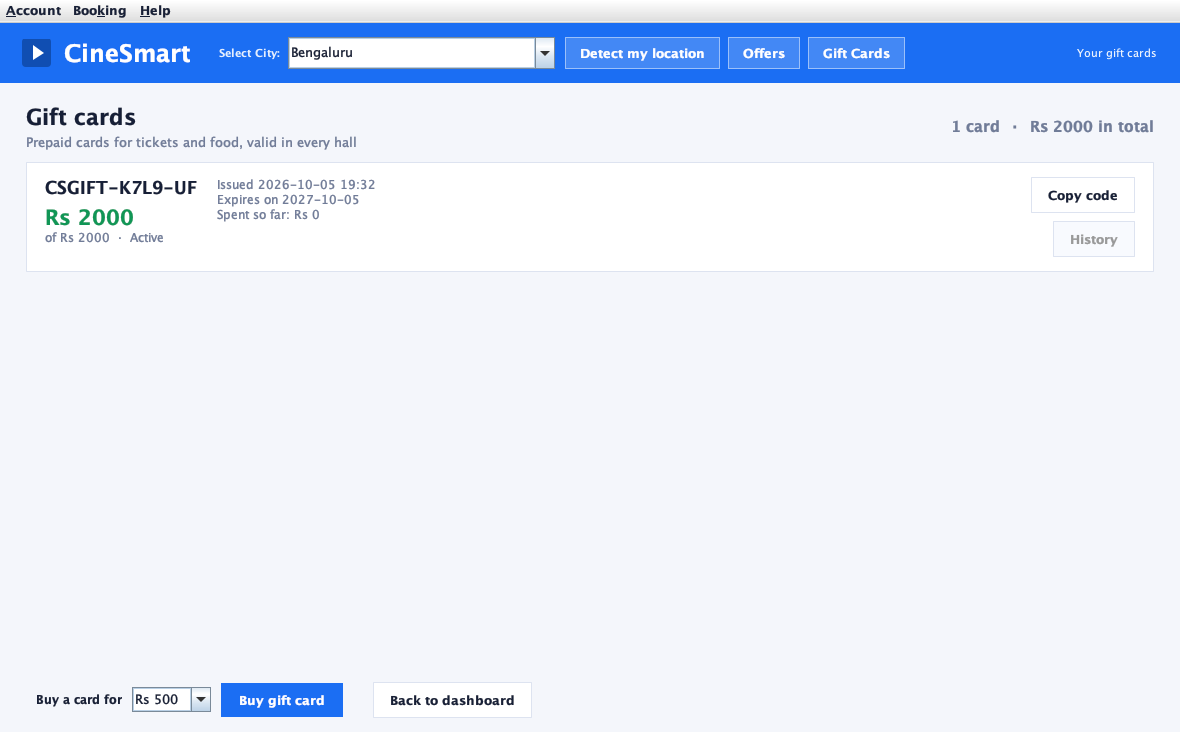 Account Booking Help
CineSmart Select City: Bengaluru Detect my location Offers Gift Cards Your gift cards
Gift cards
Prepaid cards for tickets and food, valid in every hall
1 card · Rs 2000 in total
CSGIFT-K7L9-UF
Rs 2000
of Rs 2000 · Active
Issued 2026-10-05 19:32
Expires on 2027-10-05
Spent so far: Rs 0
Copy code
History
Buy a card for Rs 500 Buy gift card Back to dashboard